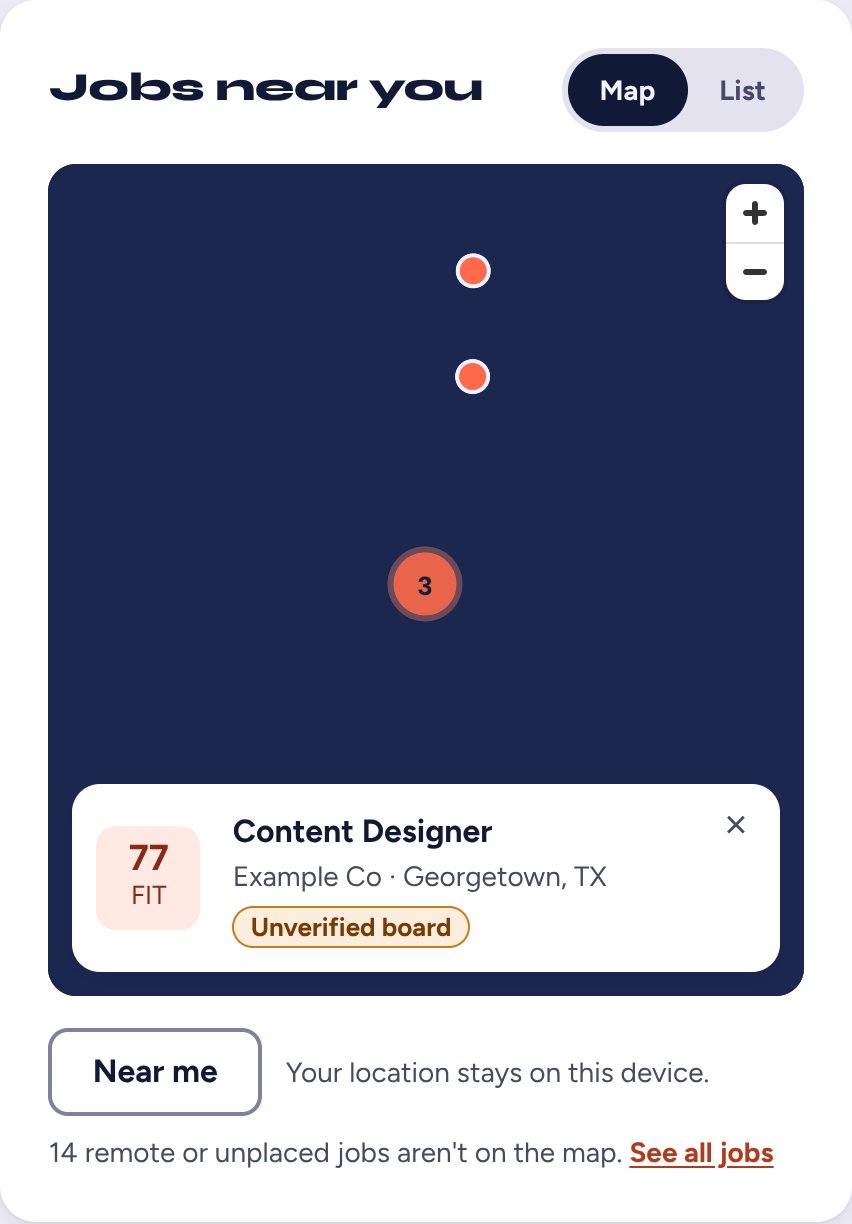 Jobs near you
Map
List
3
77
FIT
Content Designer
Example Co · Georgetown, TX
Unverified board
Near me
Your location stays on this device.
14 remote or unplaced jobs aren't on the map. See all jobs